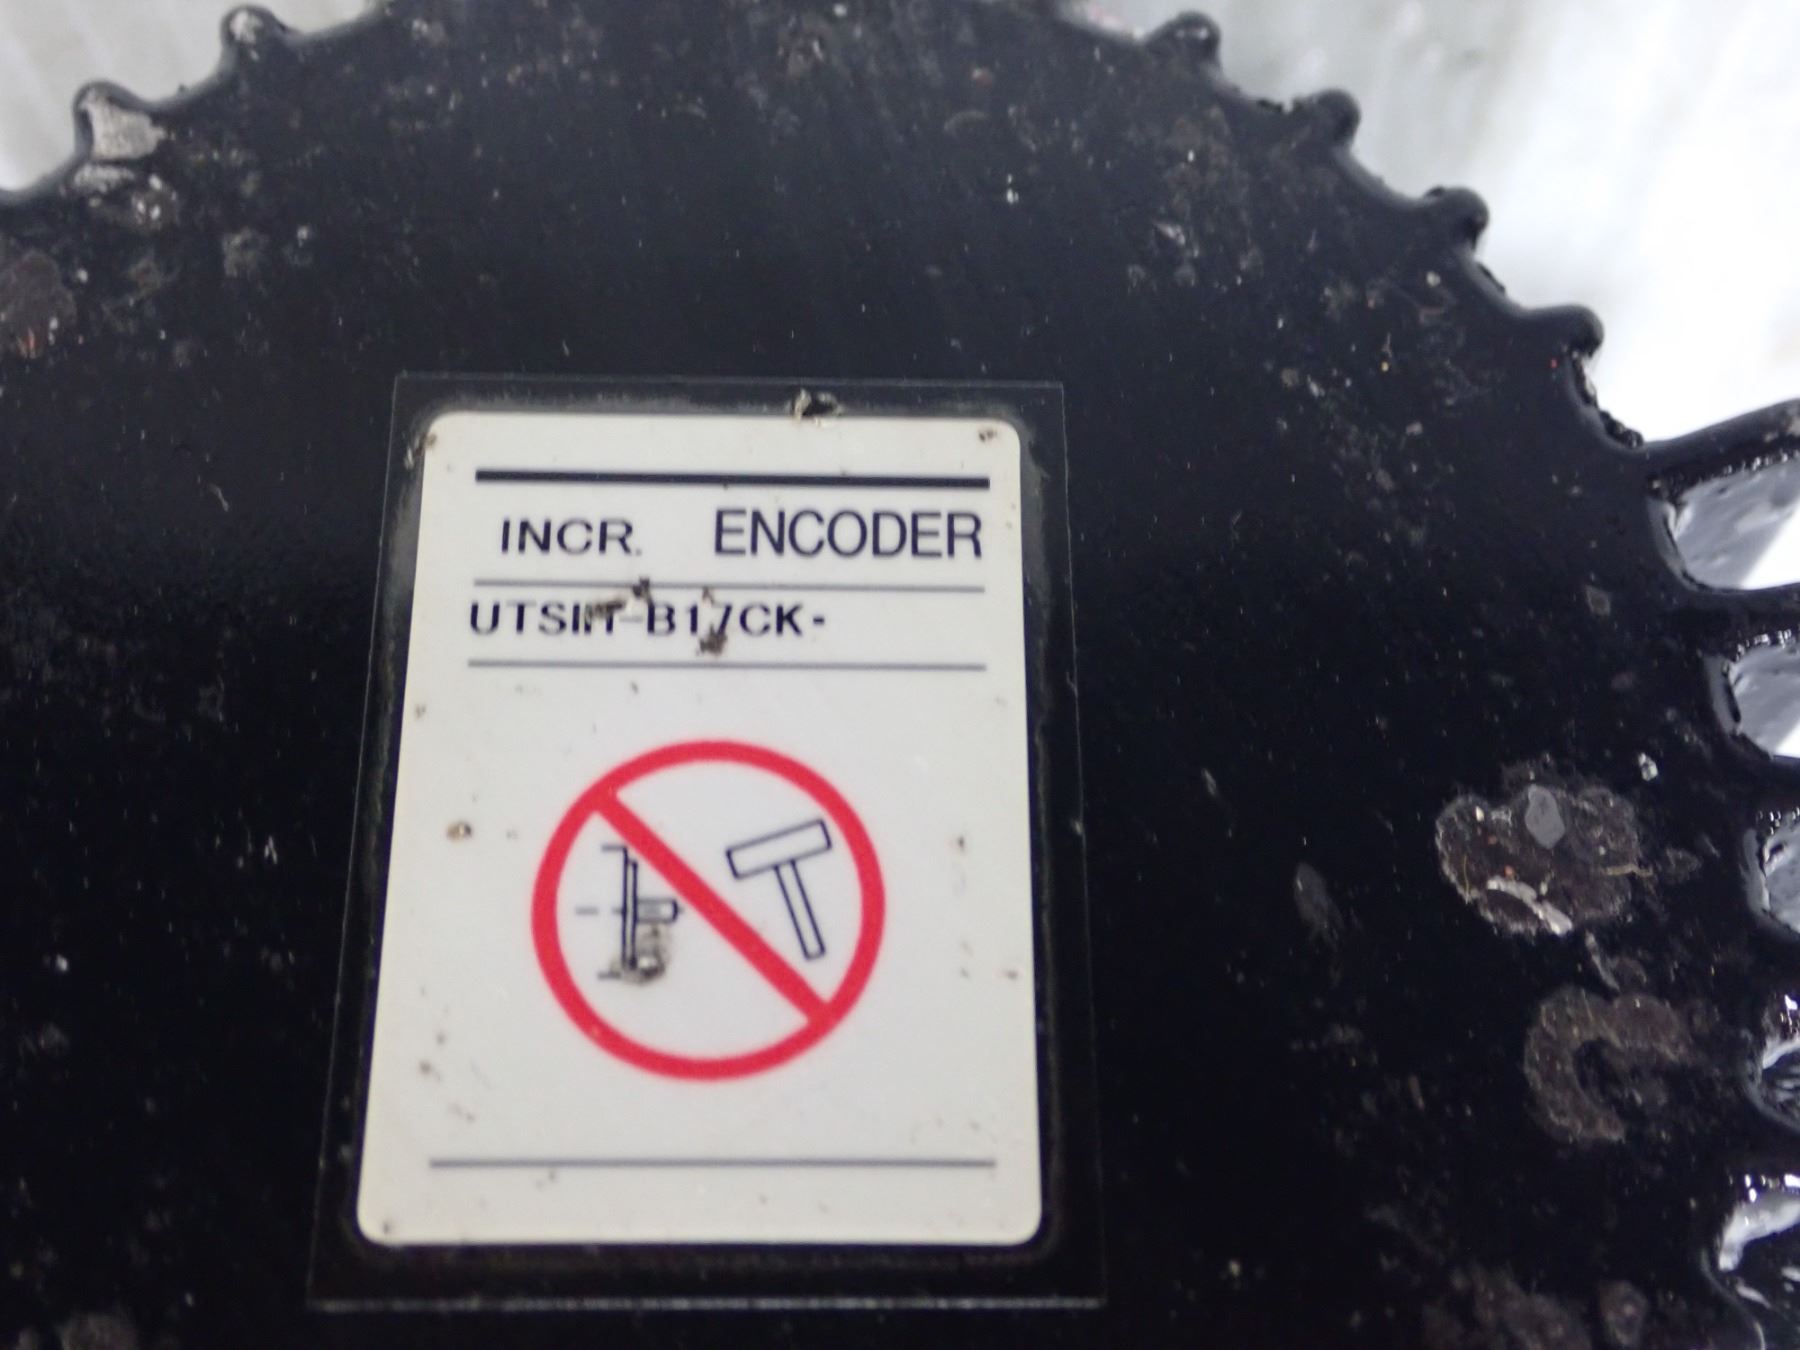 INCR. ENCODER
UTSIH-B17CK-